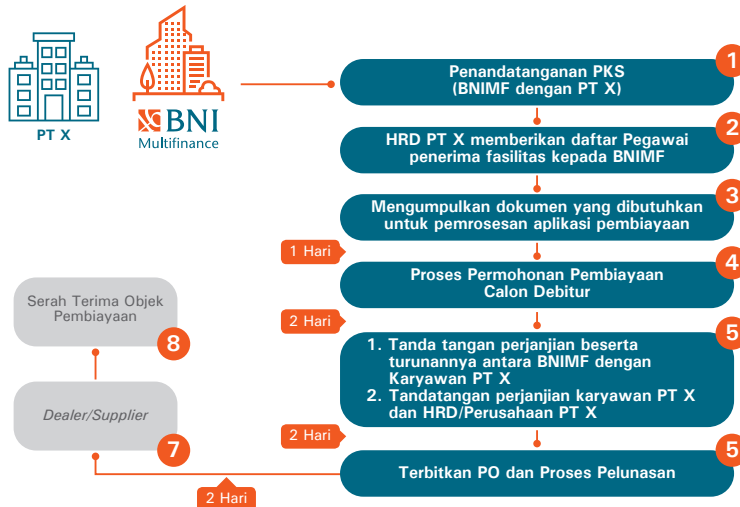 PT X
BNI
Multifinance
1
Penandatanganan PKS
(BNIMF dengan PT X)
2
HRD PT X memberikan daftar Pegawai
penerima fasilitas kepada BNIMF
3
Mengumpulkan dokumen yang dibutuhkan
untuk pemrosesan aplikasi pembiayaan
1 Hari
4
Proses Permohonan Pembiayaan
Calon Debitur
2 Hari
5
1. Tanda tangan perjanjian beserta
turunannya antara BNIMF dengan
Karyawan PT X
2. Tandatangan perjanjian karyawan PT X
dan HRD/Perusahaan PT X
2 Hari
5
Terbitkan PO dan Proses Pelunasan
2 Hari
Dealer/Supplier
7
Serah Terima Objek
Pembiayaan
8